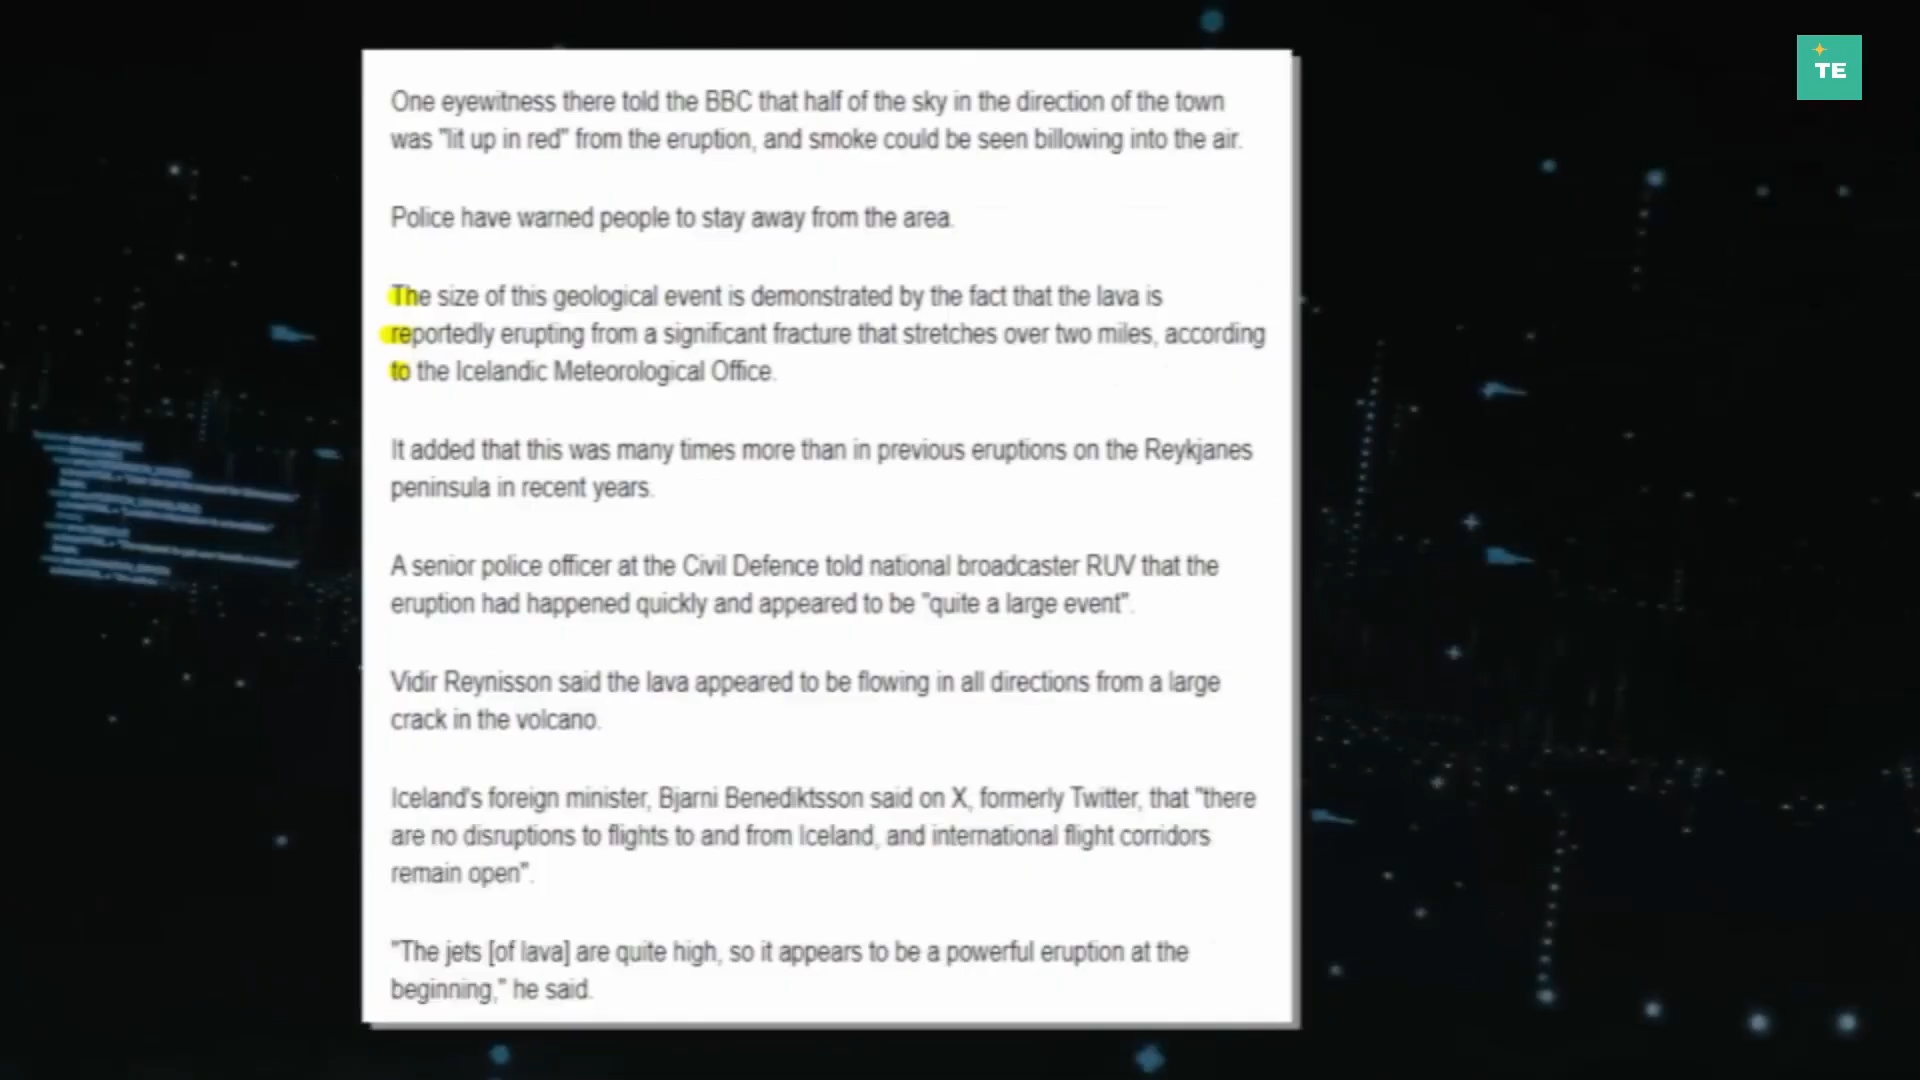 TE
One eyewitness there told the BBC that half of the sky in the direction of the town
was "lit up in red" from the eruption, and smoke could be seen billowing into the air.
Police have warned people to stay away from the area.
The size of this geological event is demonstrated by the fact that the lava is
reportedly erupting from a significant fracture that stretches over two miles, according
to the Icelandic Meteorological Office.
It added that this was many times more than in previous eruptions on the Reykjanes
peninsula in recent years.
A senior police officer at the Civil Defence told national broadcaster RUV that the
eruption had happened quickly and appeared to be "quite a large event".
Vidir Reynisson said the lava appeared to be flowing in all directions from a large
crack in the volcano.
Iceland's foreign minister, Bjarni Benediktsson said on X, formerly Twitter, that "there
are no disruptions to flights to and from Iceland, and international flight corridors
remain open".
"The jets [of lava] are quite high, so it appears to be a powerful eruption at the
beginning," he said.